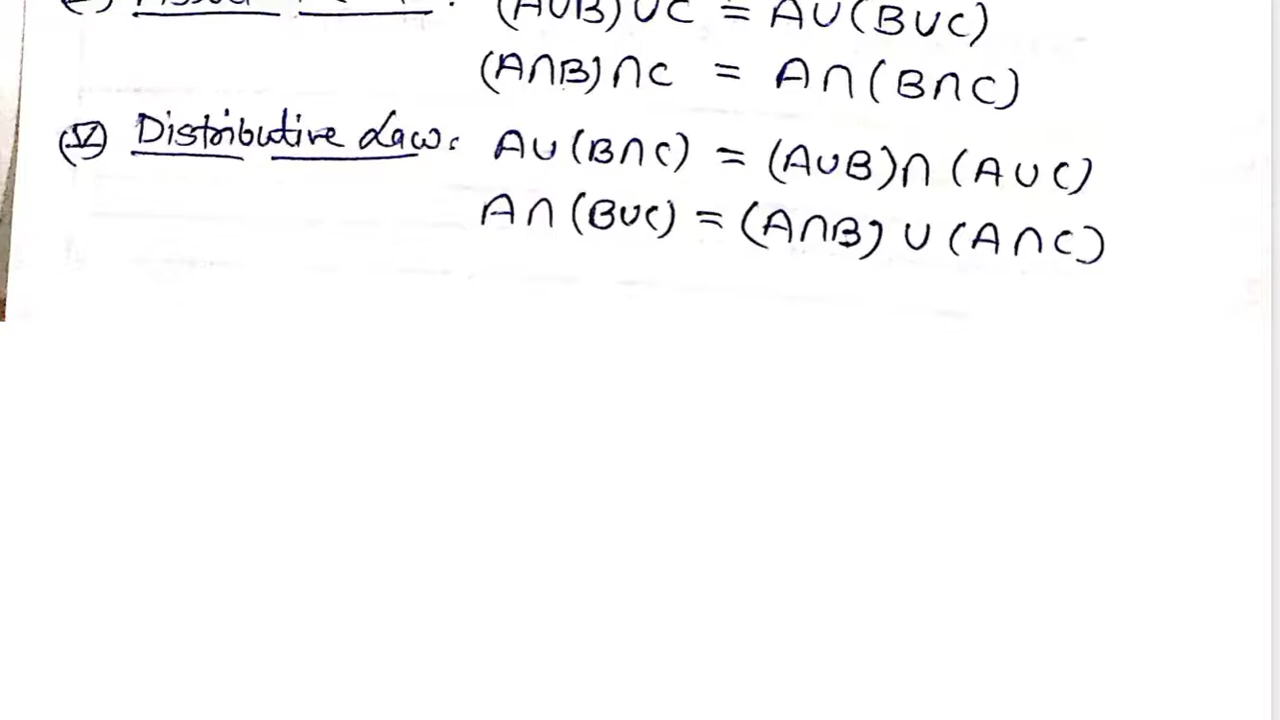 (A∪B)∪C = A∪(B∪C)
(A∩B)∩C = A∩(B∩C)
(V) Distributive Law: A∪(B∩C) = (A∪B)∩(A∪C)
A∩(B∪C) = (A∩B)∪(A∩C)